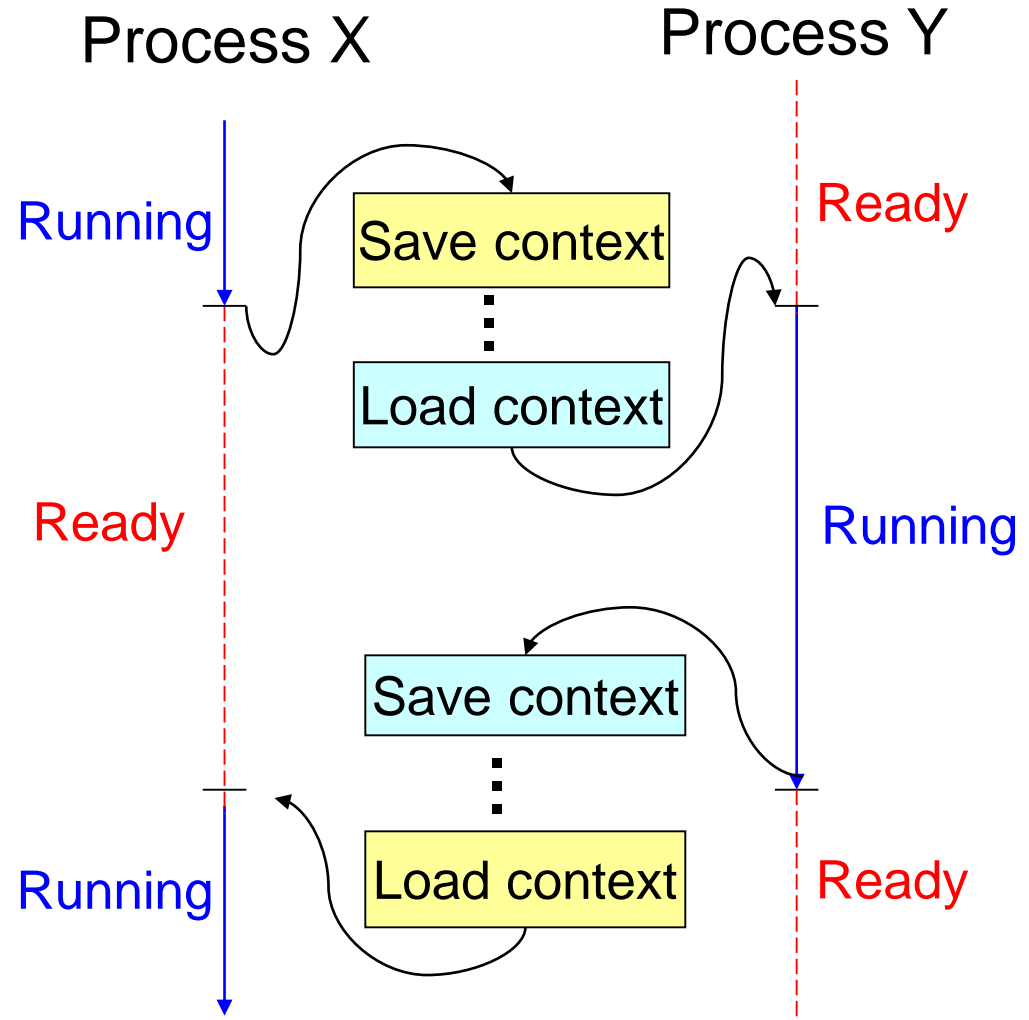 Process X
Process Y
Running
Save context
Ready
Load context
Ready
Running
Save context
Running
Load context
Ready